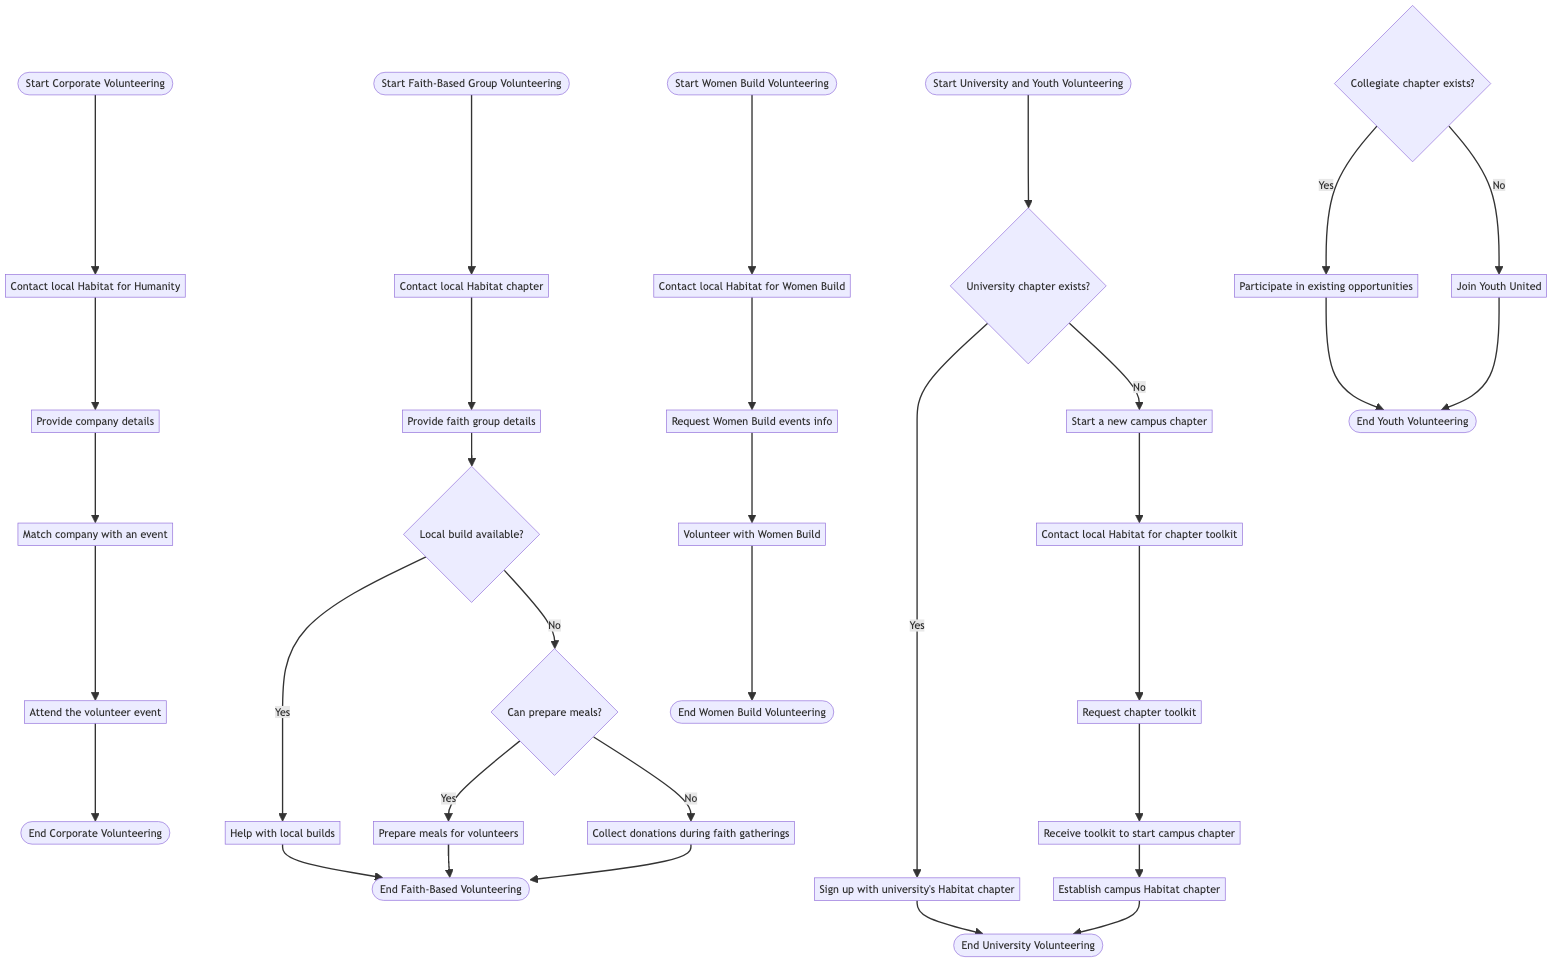 Start Corporate Volunteering
Contact local Habitat for Humanity
Provide company details
Match company with an event
Attend the volunteer event
End Corporate Volunteering
Start Faith-Based Group Volunteering
Contact local Habitat chapter
Provide faith group details
Local build available?
Yes
No
Can prepare meals?
Yes
No
Help with local builds
Prepare meals for volunteers
Collect donations during faith gatherings
End Faith-Based Volunteering
Start Women Build Volunteering
Contact local Habitat for Women Build
Request Women Build events info
Volunteer with Women Build
End Women Build Volunteering
Start University and Youth Volunteering
University chapter exists?
Yes
No
Start a new campus chapter
Contact local Habitat for chapter toolkit
Request chapter toolkit
Receive toolkit to start campus chapter
Sign up with university's Habitat chapter
Establish campus Habitat chapter
End University Volunteering
Collegiate chapter exists?
Yes
No
Participate in existing opportunities
Join Youth United
End Youth Volunteering